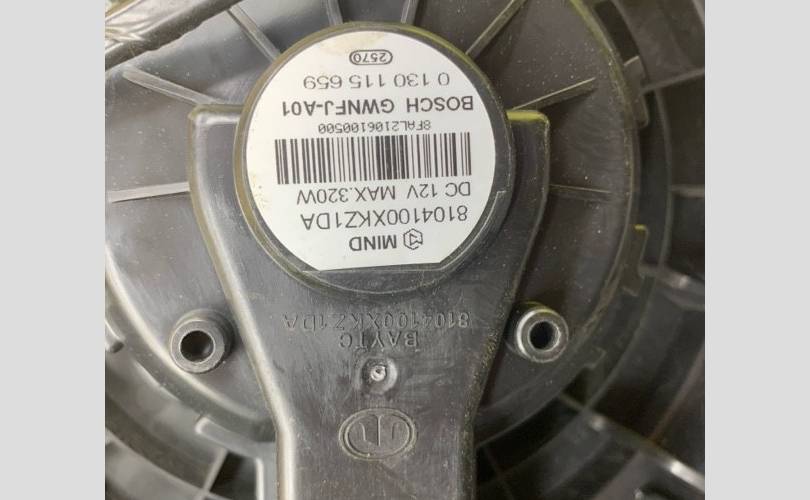 MIND
8104100XKZ1DA
DC 12V MAX.320W
8FAL2106100500
BOSCH GWNFJ-A01
0 130 115 659
2570
8104100XKZ1DA
BAYTC